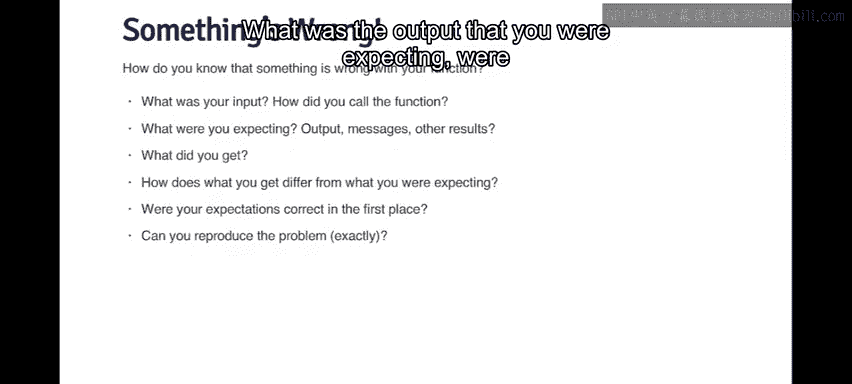 Something's Wrong!
What was the output that you were
expecting, were
How do you know that something is wrong with your function?
· What was your input? How did you call the function?
· What were you expecting? Output, messages, other results?
· What did you get?
· How does what you get differ from what you were expecting?
· Were your expectations correct in the first place?
· Can you reproduce the problem (exactly)?